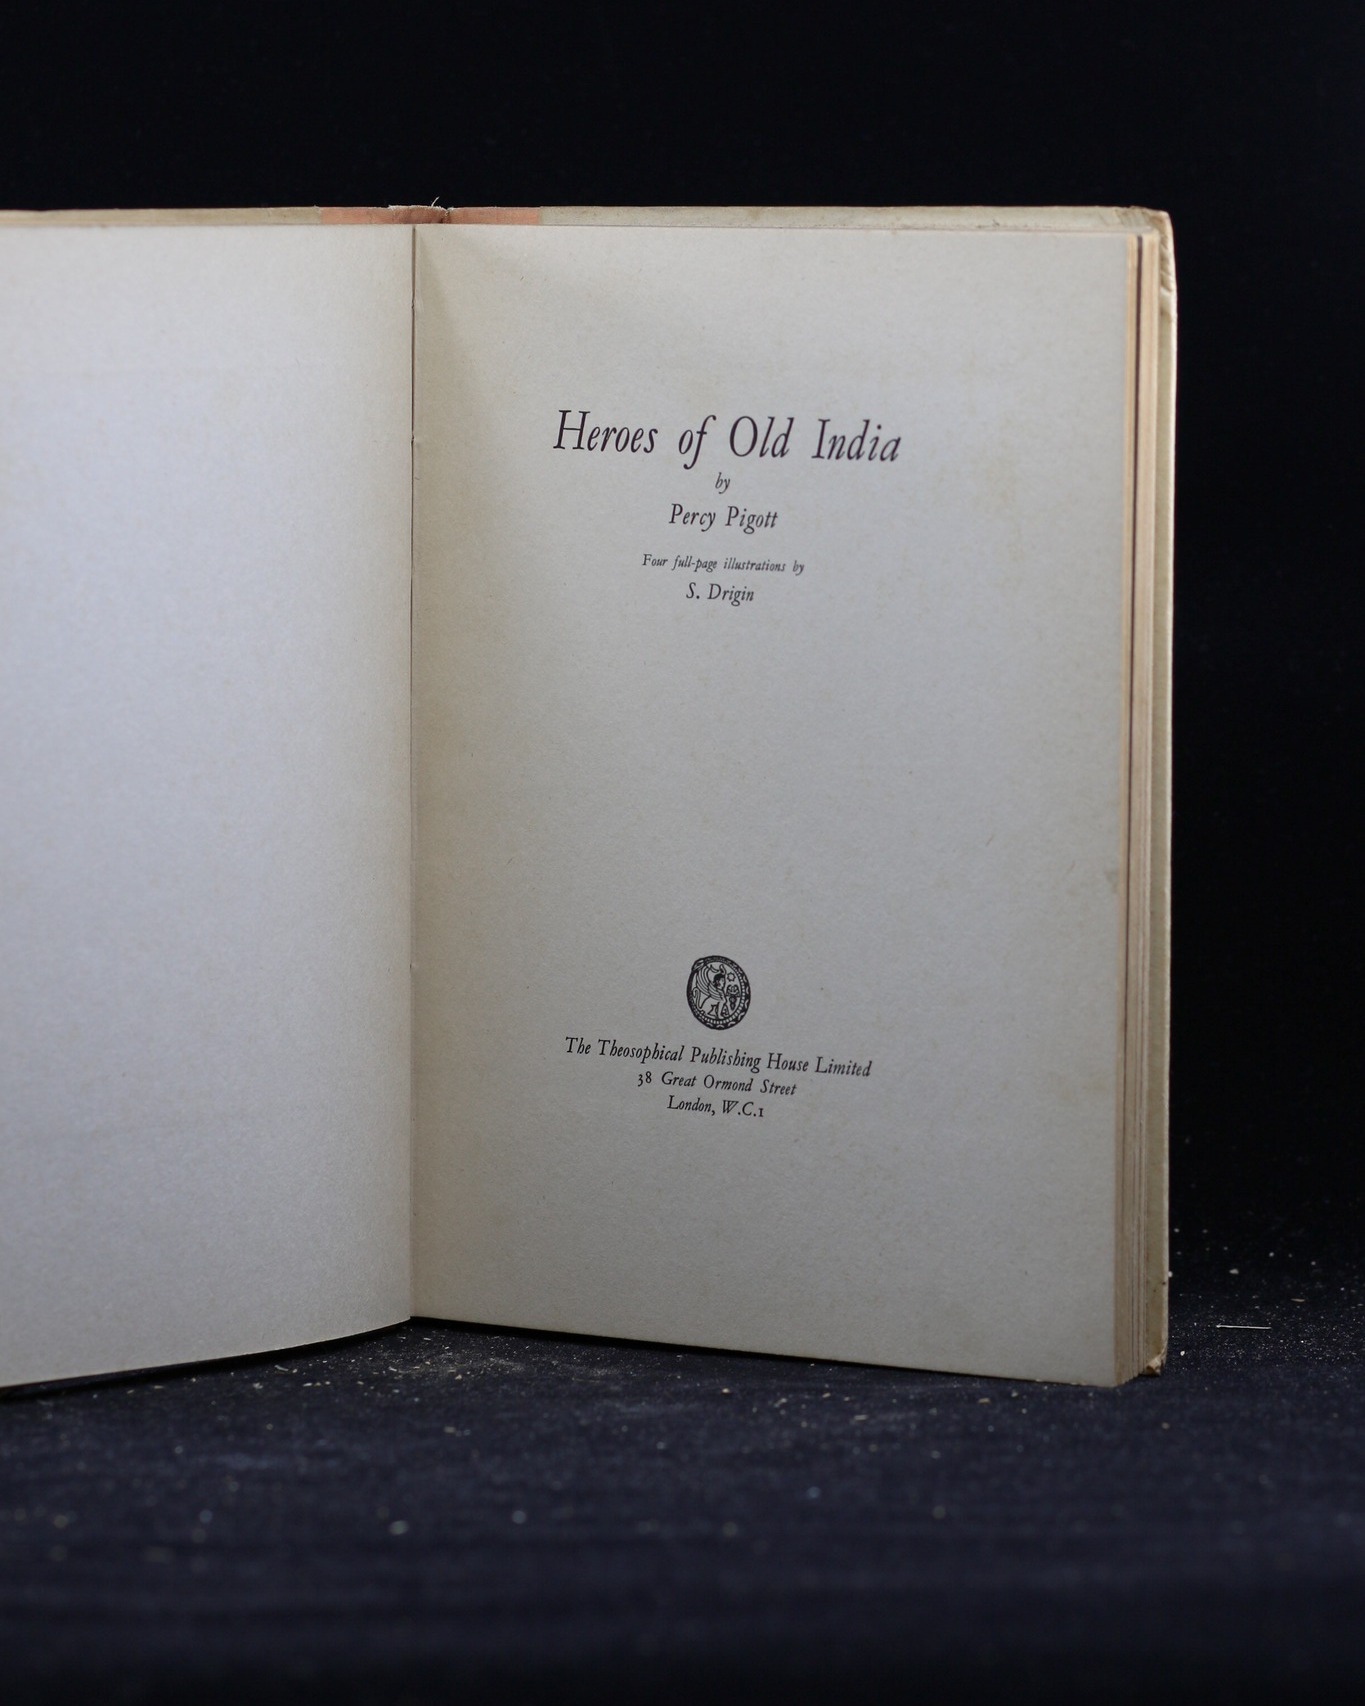 Heroes of Old India
by
Percy Pigott
Four full-page illustrations by
S. Drigin
The Theosophical Publishing House Limited
38 Great Ormond Street
London, W.C.1